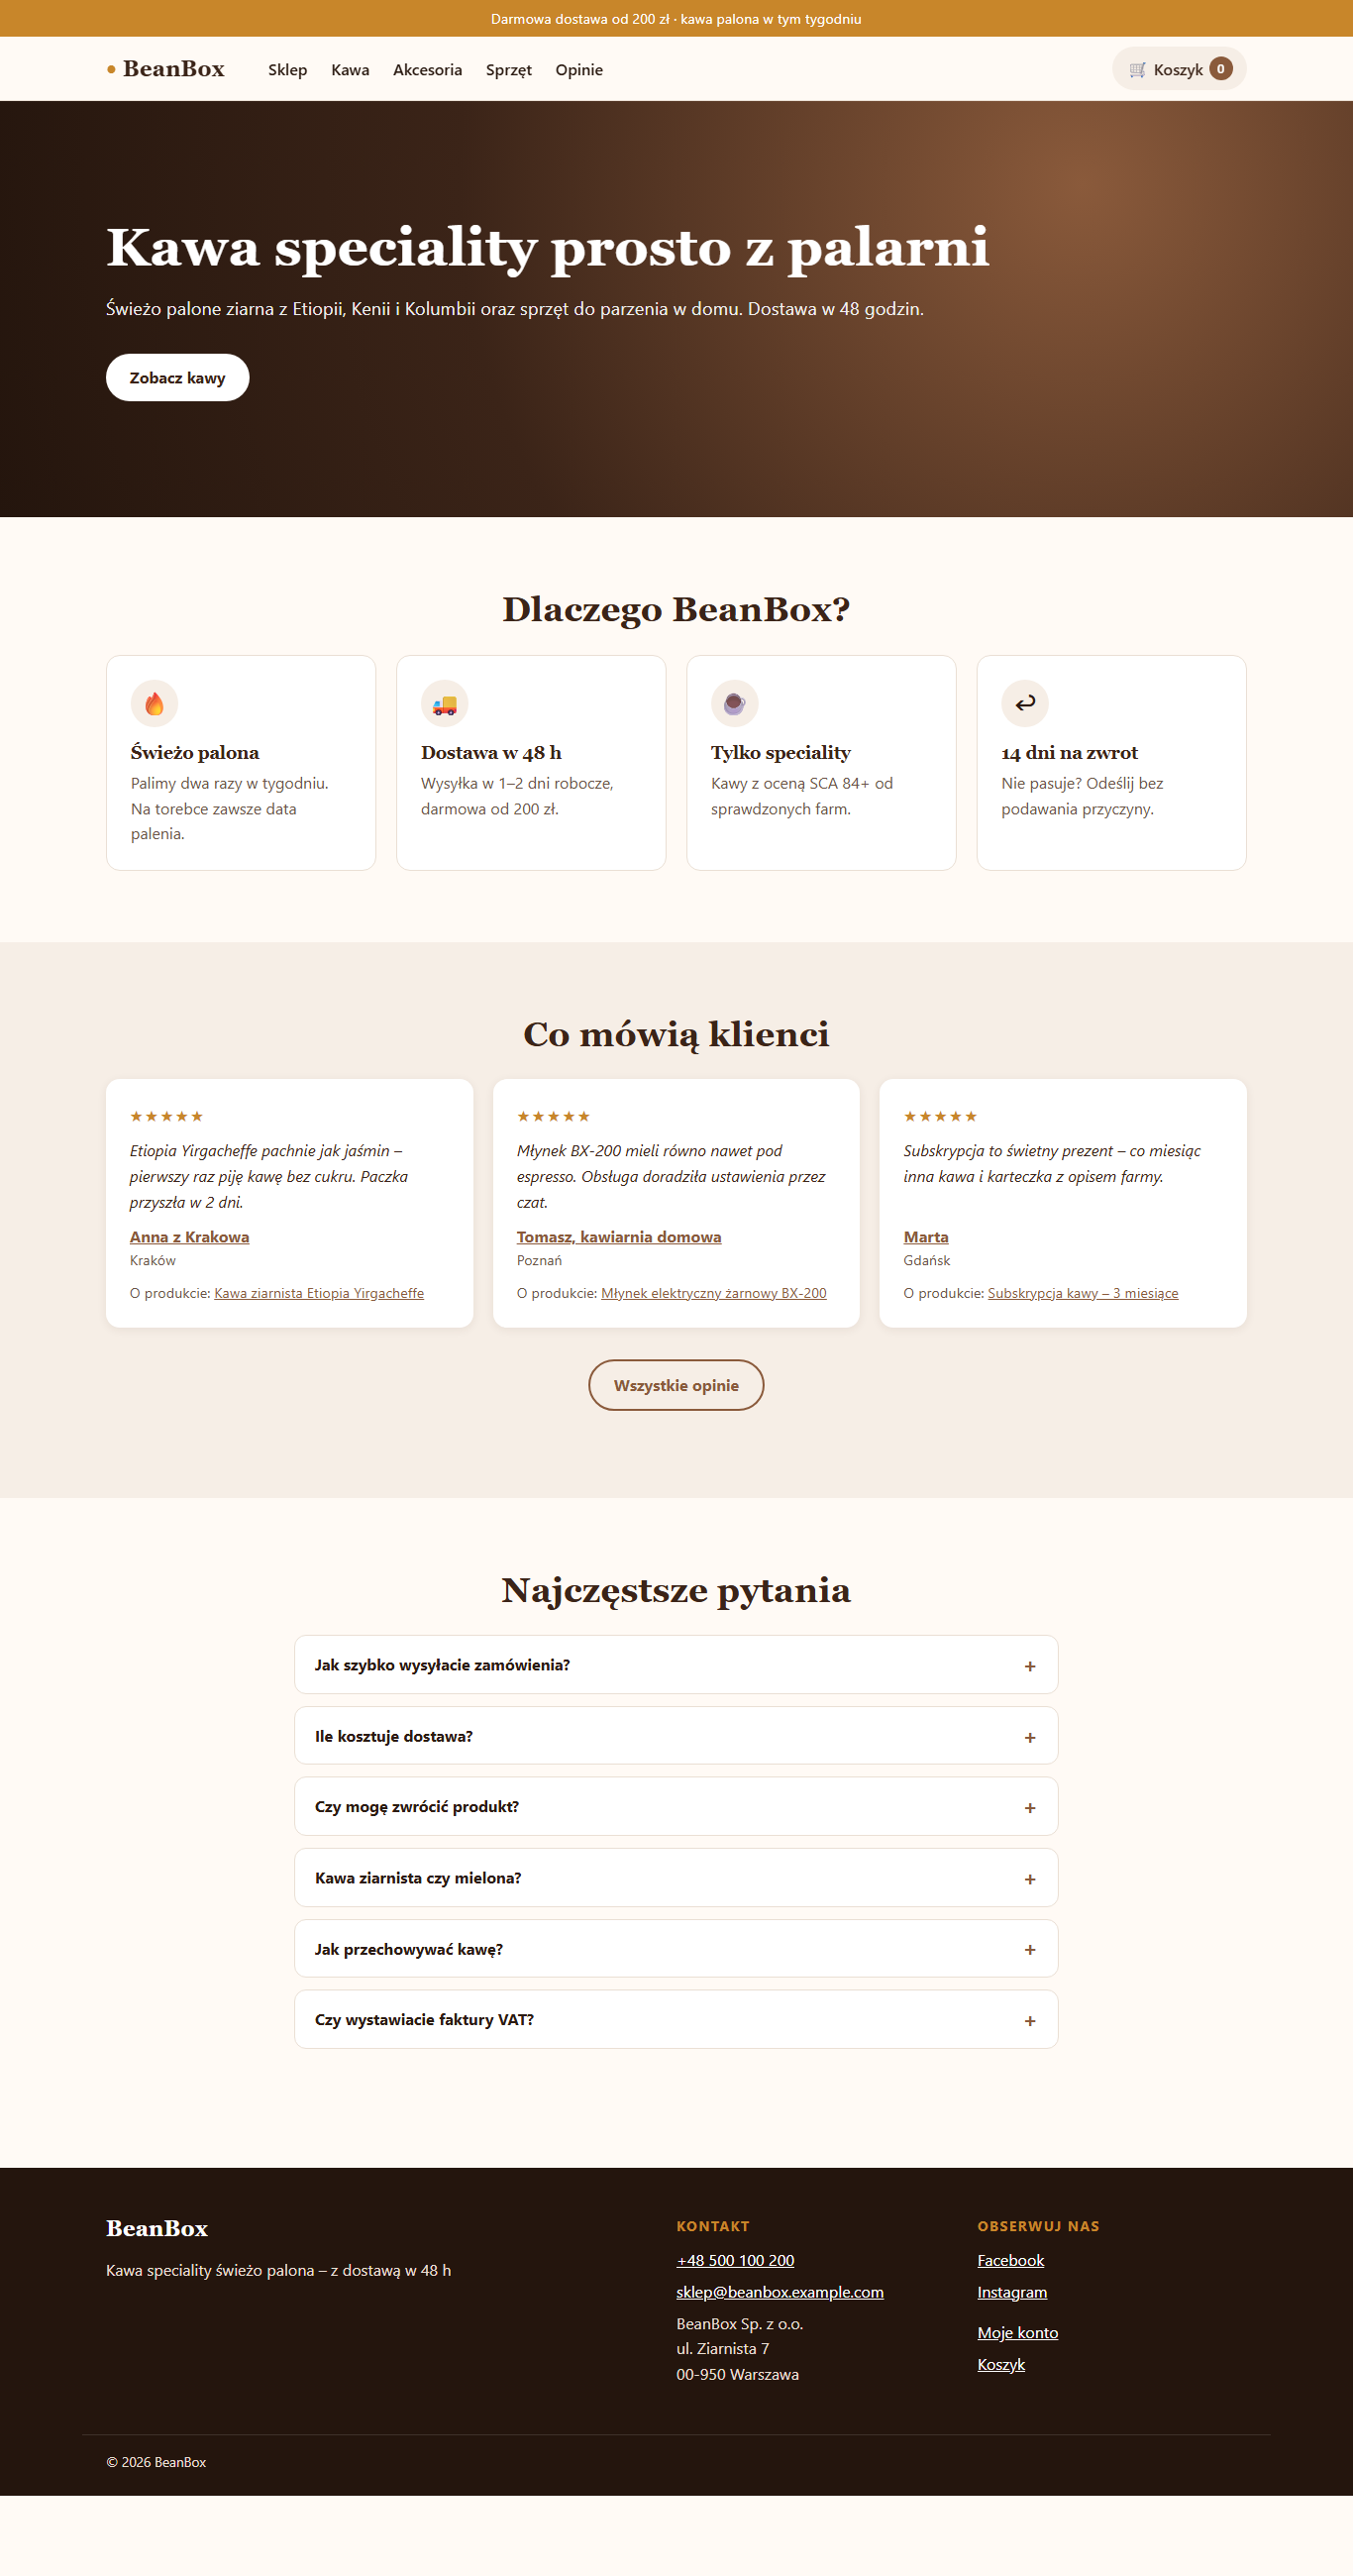 Darmowa dostawa od 200 zł · kawa palona w tym tygodniu
BeanBox
Sklep
Kawa
Akcesoria
Sprzęt
Opinie
Koszyk 0
Kawa speciality prosto z palarni
Świeżo palone ziarna z Etiopii, Kenii i Kolumbii oraz sprzęt do parzenia w domu. Dostawa w 48 godzin.
Zobacz kawy
Dlaczego BeanBox?
Świeżo palona
Palimy dwa razy w tygodniu.
Na torebce zawsze data
palenia.
Dostawa w 48 h
Wysyłka w 1–2 dni robocze,
darmowa od 200 zł.
Tylko speciality
Kawy z oceną SCA 84+ od
sprawdzonych farm.
14 dni na zwrot
Nie pasuje? Odeślij bez
podawania przyczyny.
Co mówią klienci
★★★★★
Etiopia Yirgacheffe pachnie jak jaśmin –
pierwszy raz piję kawę bez cukru. Paczka
przyszła w 2 dni.
Anna z Krakowa
Kraków
O produkcie: Kawa ziarnista Etiopia Yirgacheffe
★★★★★
Młynek BX-200 mieli równo nawet pod
espresso. Obsługa doradziła ustawienia przez
czat.
Tomasz, kawiarnia domowa
Poznań
O produkcie: Młynek elektryczny żarnowy BX-200
★★★★★
Subskrypcja to świetny prezent – co miesiąc
inna kawa i karteczka z opisem farmy.
Marta
Gdańsk
O produkcie: Subskrypcja kawy – 3 miesiące
Wszystkie opinie
Najczęstsze pytania
Jak szybko wysyłacie zamówienia? +
Ile kosztuje dostawa? +
Czy mogę zwrócić produkt? +
Kawa ziarnista czy mielona? +
Jak przechowywać kawę? +
Czy wystawiacie faktury VAT? +
BeanBox
Kawa speciality świeżo palona – z dostawą w 48 h
KONTAKT
+48 500 100 200
sklep@beanbox.example.com
BeanBox Sp. z o.o.
ul. Ziarnista 7
00-950 Warszawa
OBSERWUJ NAS
Facebook
Instagram
Moje konto
Koszyk
© 2026 BeanBox